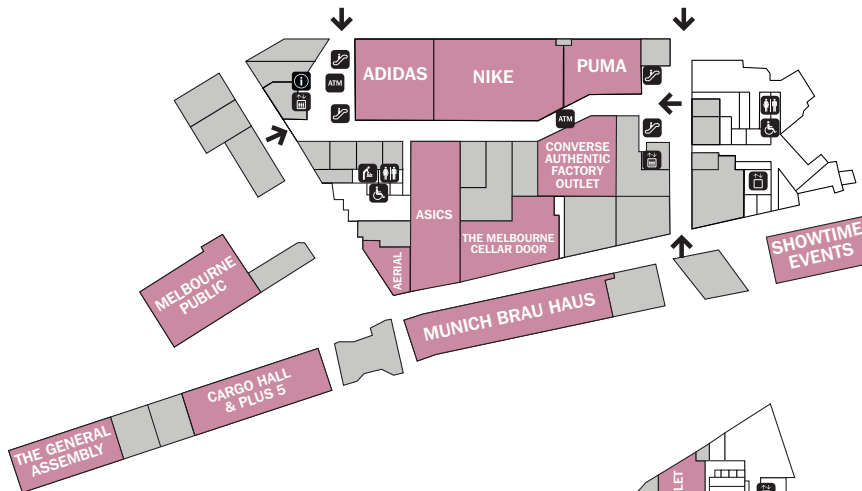 ADIDAS
NIKE
PUMA
i
ATM
ATM
CONVERSE
AUTHENTIC
FACTORY
OUTLET
ASICS
THE MELBOURNE
CELLAR DOOR
AERIAL
SHOWTIME
EVENTS
MELBOURNE
PUBLIC
MUNICH BRAU HAUS
CARGO HALL
& PLUS 5
THE GENERAL
ASSEMBLY
LET